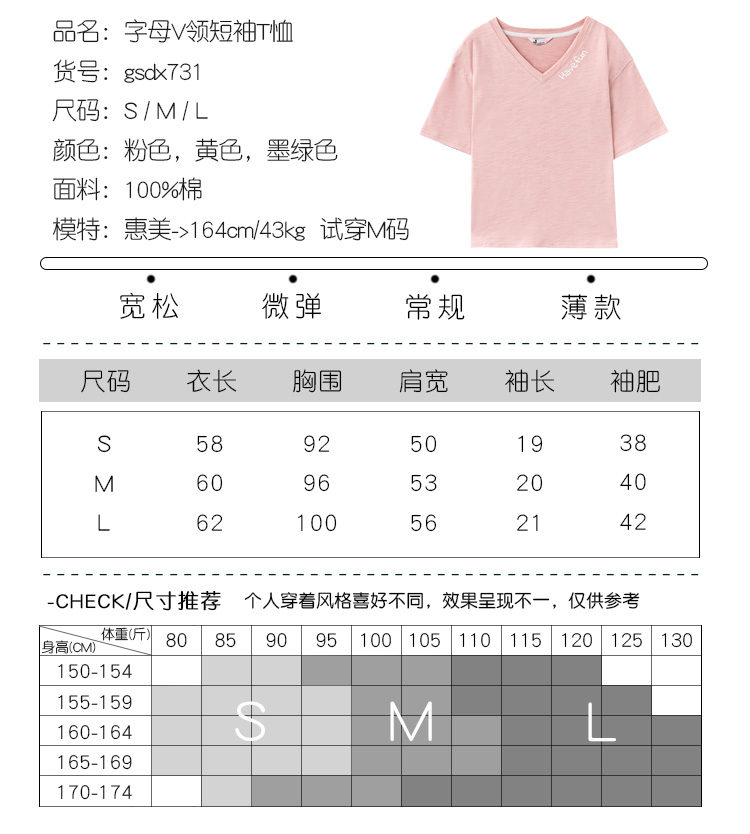 品名：字母V领短袖T恤
Havefun
货号：gsdx731
尺码：S / M / L
颜色：粉色，黄色，墨绿色
面料：100%棉
模特：惠美->164cm/43kg 试穿M码
宽松 微弹 常规 薄款
尺码 衣长 胸围 肩宽 袖长 袖肥
S 58 92 50 19 38
M 60 96 53 20 40
L 62 100 56 21 42
-CHECK/尺寸推荐 个人穿着风格喜好不同，效果呈现不一，仅供参考
体重(斤) 80 85 90 95 100 105 110 115 120 125 130
身高(CM)
150-154
155-159
160-164 S M L
165-169
170-174